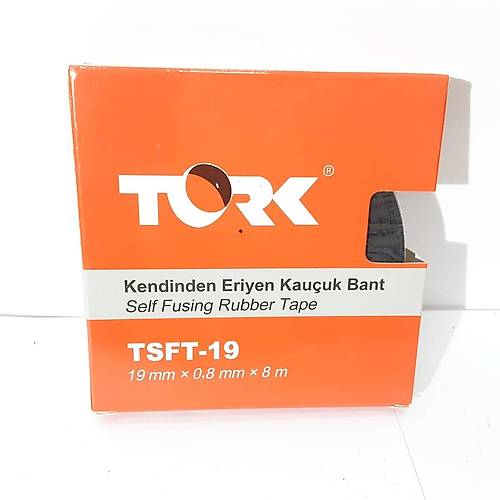 TORK®
Kendinden Eriyen Kauçuk Bant
Self Fusing Rubber Tape
TSFT-19
19 mm × 0.8 mm × 8 m